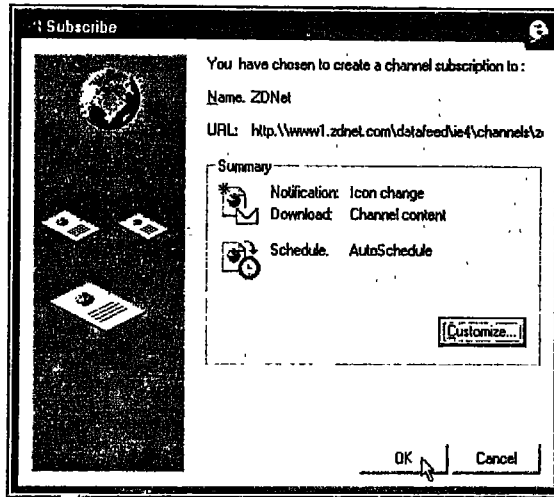 Subscribe
You have chosen to create a channel subscription to:
Name. ZDNet
URL: http.\\www1.zdnet.com\datafeed\ie4\channels\z
Summary
Notification: Icon change
Download: Channel content
Schedule. AutoSchedule
Customize...
OK Cancel